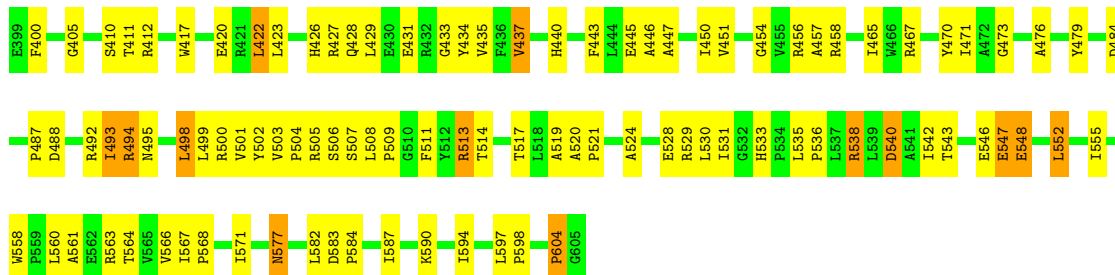 E399 F400 G405 S410 T411 R412 W417 E420 R421 L422 L423 H426 R427 Q428 L429 E430 E431 R432 G433 Y434 V435 F436 V437 H440 F443 L444 E445 A446 A447 I450 V451 G454 V455 R456 A457 R458 I465 W466 R467 Y470 I471 A472 G473 A476 Y479
P487 D488 R492 I493 R494 N495 L498 L499 R500 V501 Y502 V503 P504 R505 S506 S507 L508 P509 G510 F511 Y512 R513 T514 T517 L518 A519 A520 P521 A524 E528 R529 L530 I531 G532 H533 P534 L535 P536 L537 R538 L539 D540 A541 I542 T543 E546 E547 E548 L552 I555
W558 P559 L560 A561 E562 R563 T564 V565 V566 I567 P568 I571 N577 L582 D583 P584 I587 K590 I594 L597 P598 P604 G605